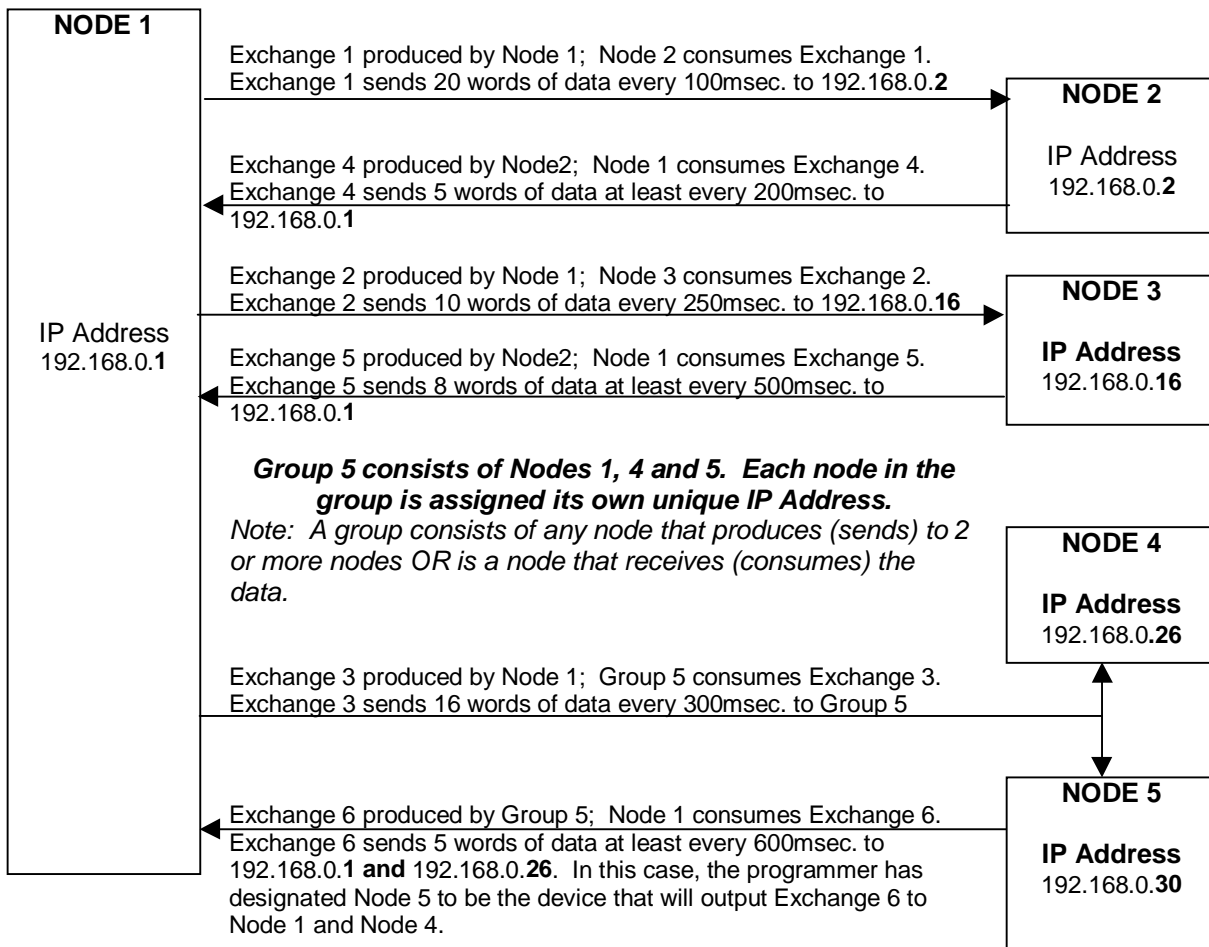 NODE 1
IP Address
192.168.0.1
Exchange 1 produced by Node 1; Node 2 consumes Exchange 1.
Exchange 1 sends 20 words of data every 100msec. to 192.168.0.2
NODE 2
IP Address
192.168.0.2
Exchange 4 produced by Node2; Node 1 consumes Exchange 4.
Exchange 4 sends 5 words of data at least every 200msec. to
192.168.0.1
Exchange 2 produced by Node 1; Node 3 consumes Exchange 2.
Exchange 2 sends 10 words of data every 250msec. to 192.168.0.16
NODE 3
IP Address
192.168.0.16
Exchange 5 produced by Node2; Node 1 consumes Exchange 5.
Exchange 5 sends 8 words of data at least every 500msec. to
192.168.0.1
Group 5 consists of Nodes 1, 4 and 5. Each node in the
group is assigned its own unique IP Address.
Note: A group consists of any node that produces (sends) to 2
or more nodes OR is a node that receives (consumes) the
data.
NODE 4
IP Address
192.168.0.26
Exchange 3 produced by Node 1; Group 5 consumes Exchange 3.
Exchange 3 sends 16 words of data every 300msec. to Group 5
NODE 5
IP Address
192.168.0.30
Exchange 6 produced by Group 5; Node 1 consumes Exchange 6.
Exchange 6 sends 5 words of data at least every 600msec. to
192.168.0.1 and 192.168.0.26. In this case, the programmer has
designated Node 5 to be the device that will output Exchange 6 to
Node 1 and Node 4.